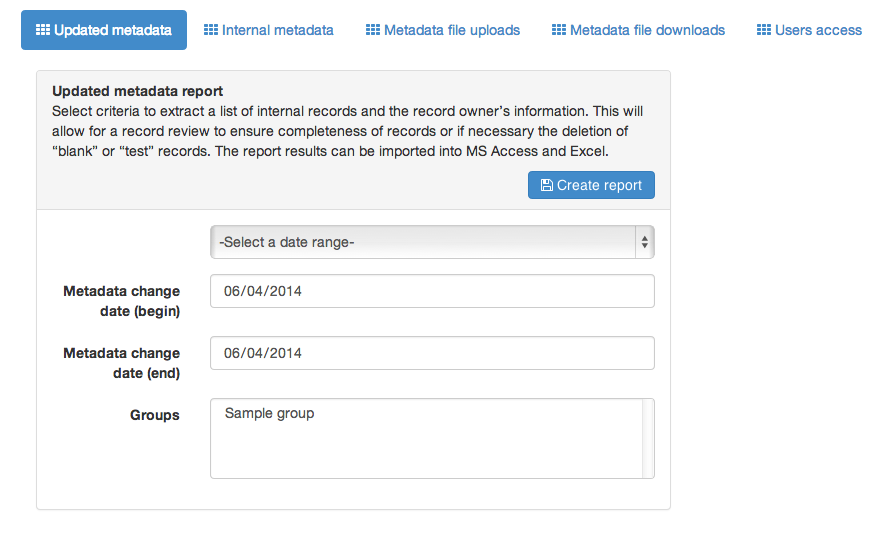 Updated metadata Internal metadata Metadata file uploads Metadata file downloads Users access
Updated metadata report
Select criteria to extract a list of internal records and the record owner’s information. This will
allow for a record review to ensure completeness of records or if necessary the deletion of
“blank” or “test” records. The report results can be imported into MS Access and Excel.
Create report
-Select a date range-
Metadata change
date (begin)
06/04/2014
Metadata change
date (end)
06/04/2014
Groups
Sample group